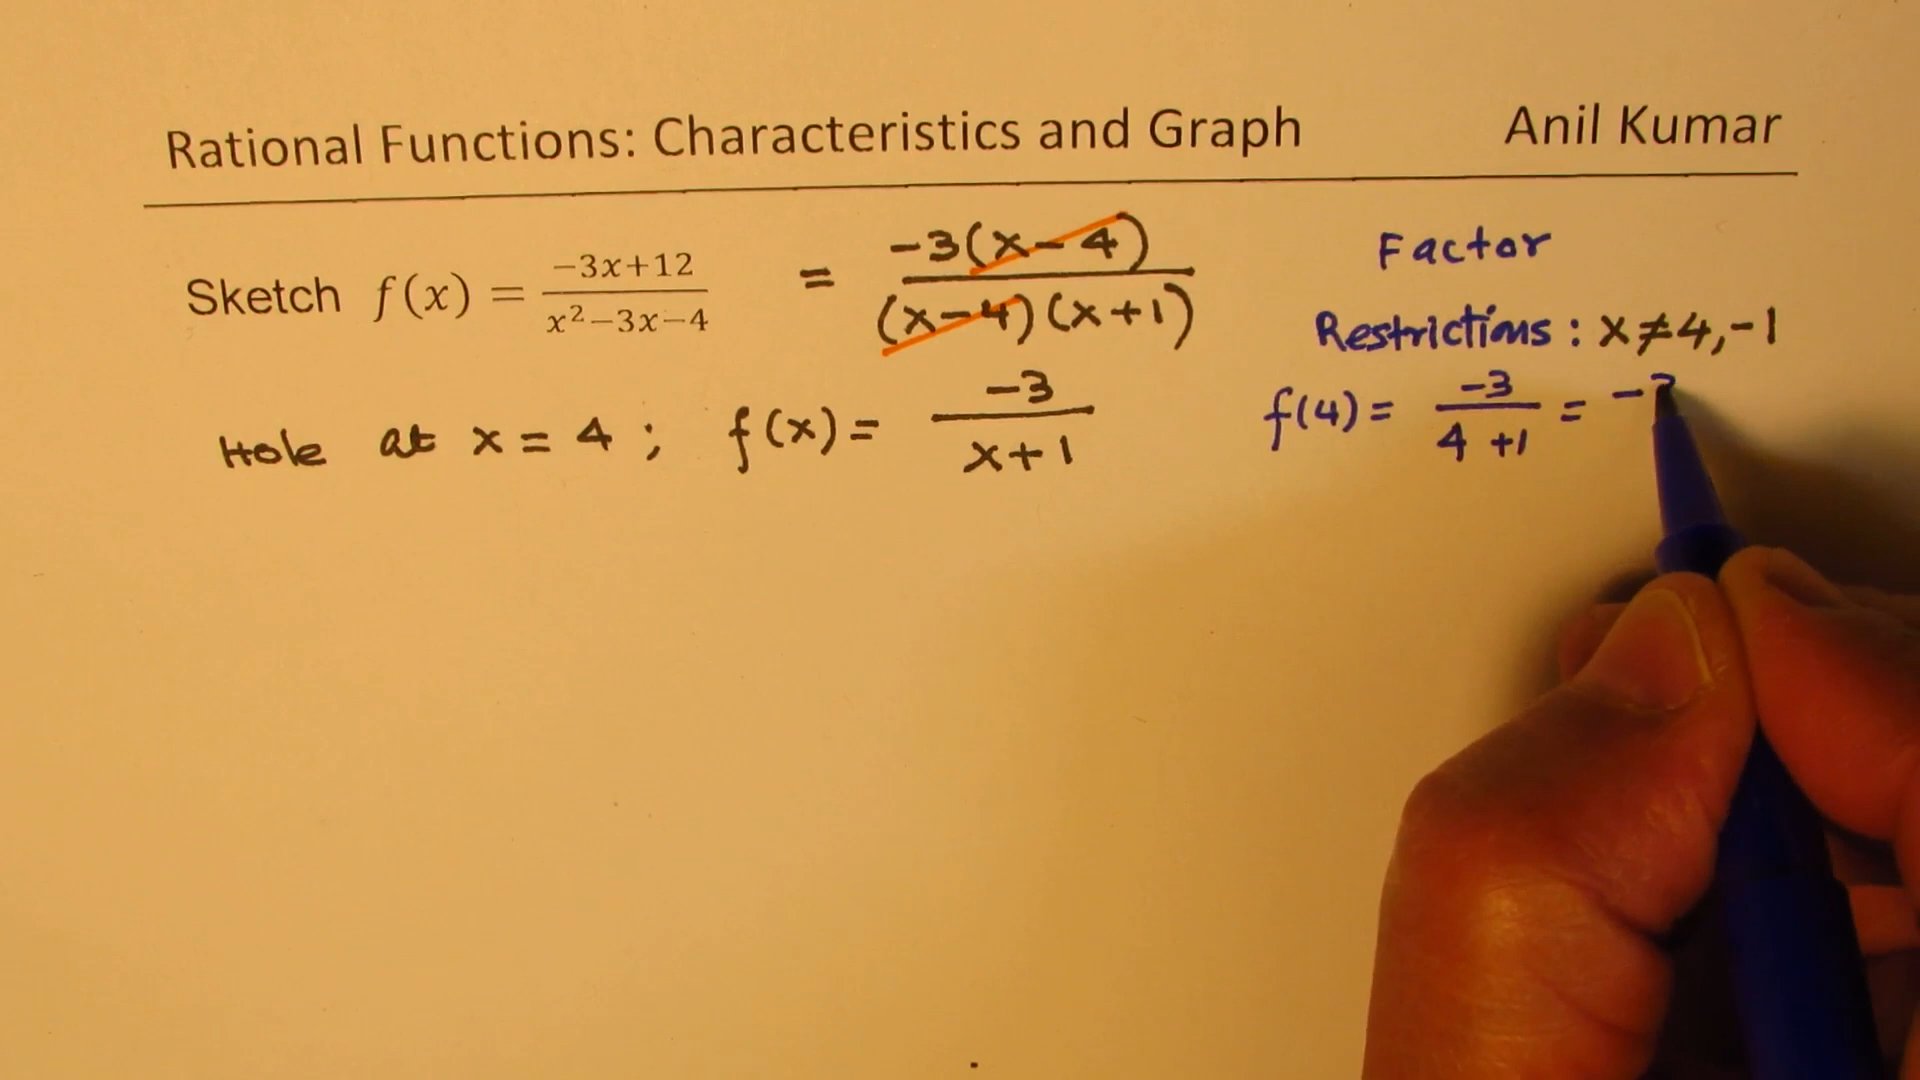 Rational Functions: Characteristics and Graph Anil Kumar
Sketch f(x) = −3x+12 / x²−3x−4 = −3(x−4) / (x−4)(x+1) Factor
Restrictions : x≠4,−1
Hole at x = 4 ; f(x) = −3 / x+1 f(4) = −3 / 4 +1 = −